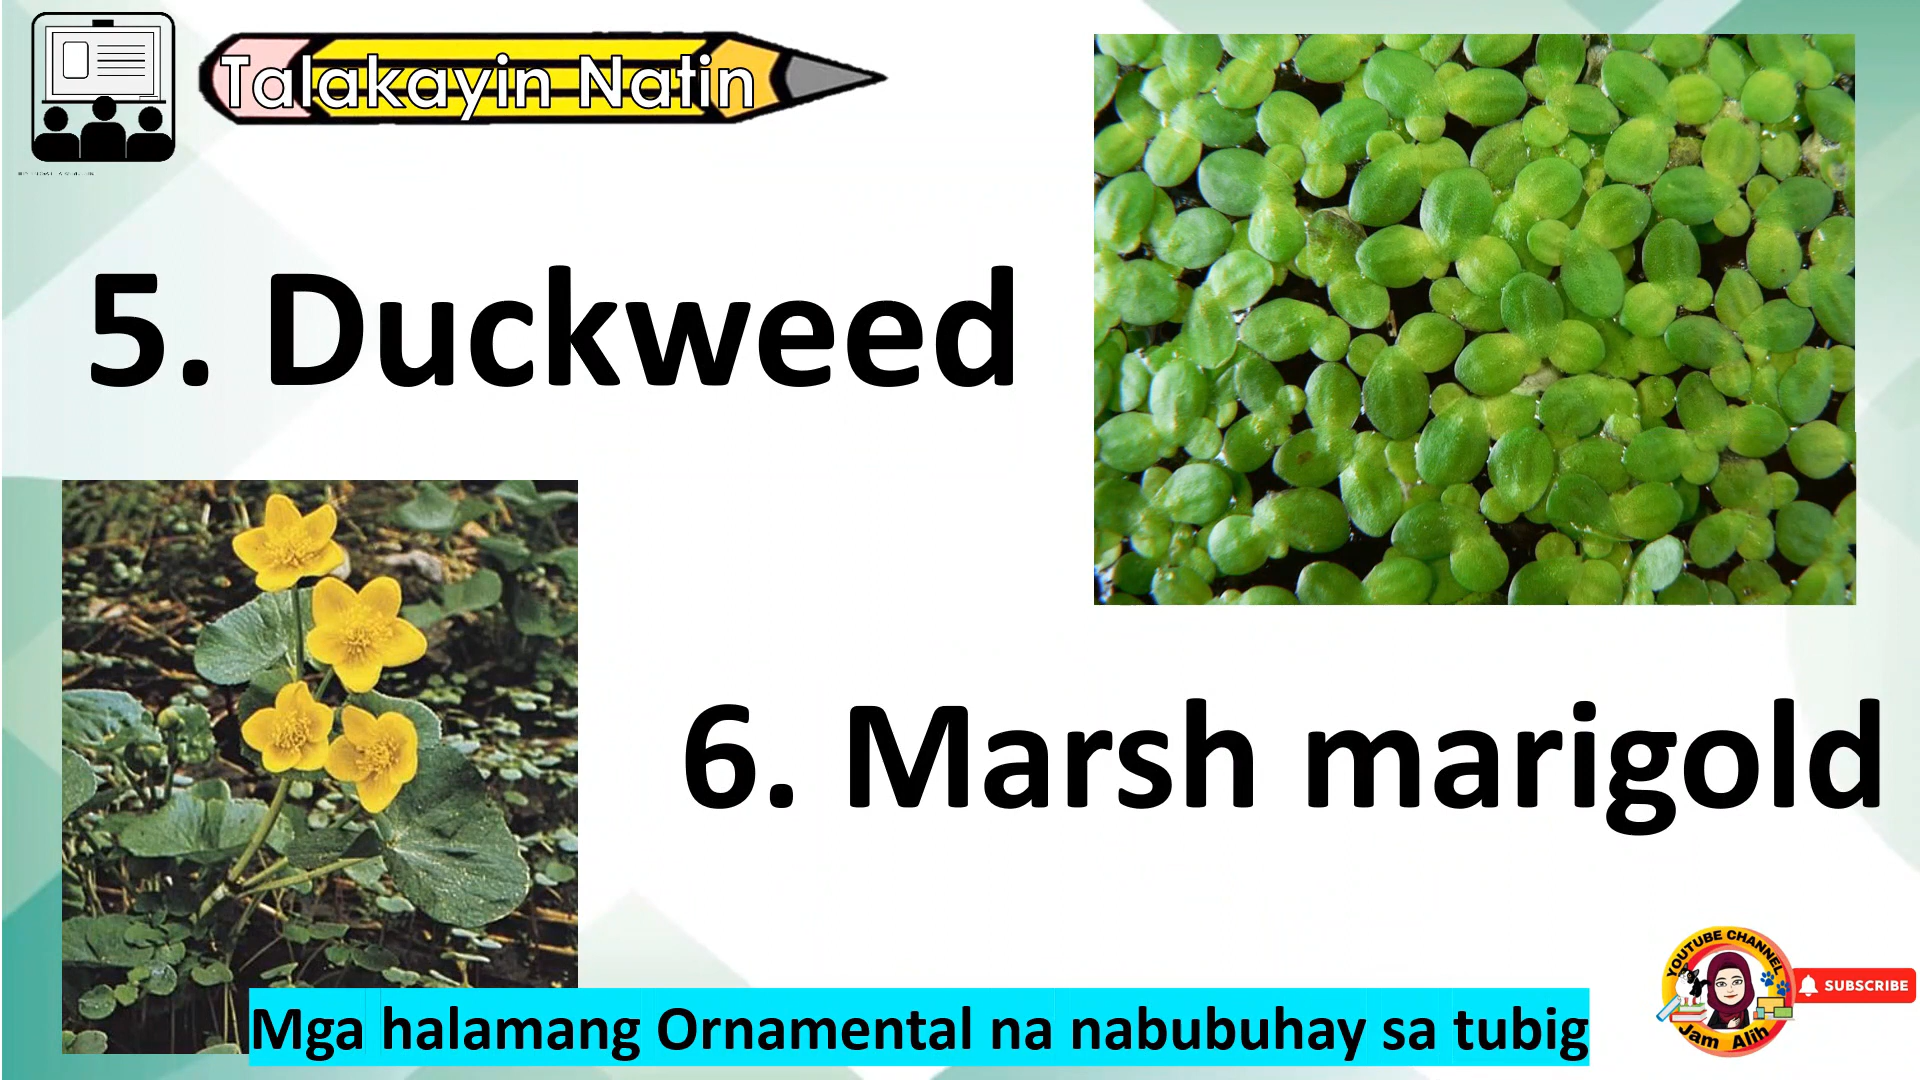 Talakayin Natin
5. Duckweed
6. Marsh marigold
Mga halamang Ornamental na nabubuhay sa tubig
YOUTUBE CHANNEL
Jam Alih
SUBSCRIBE